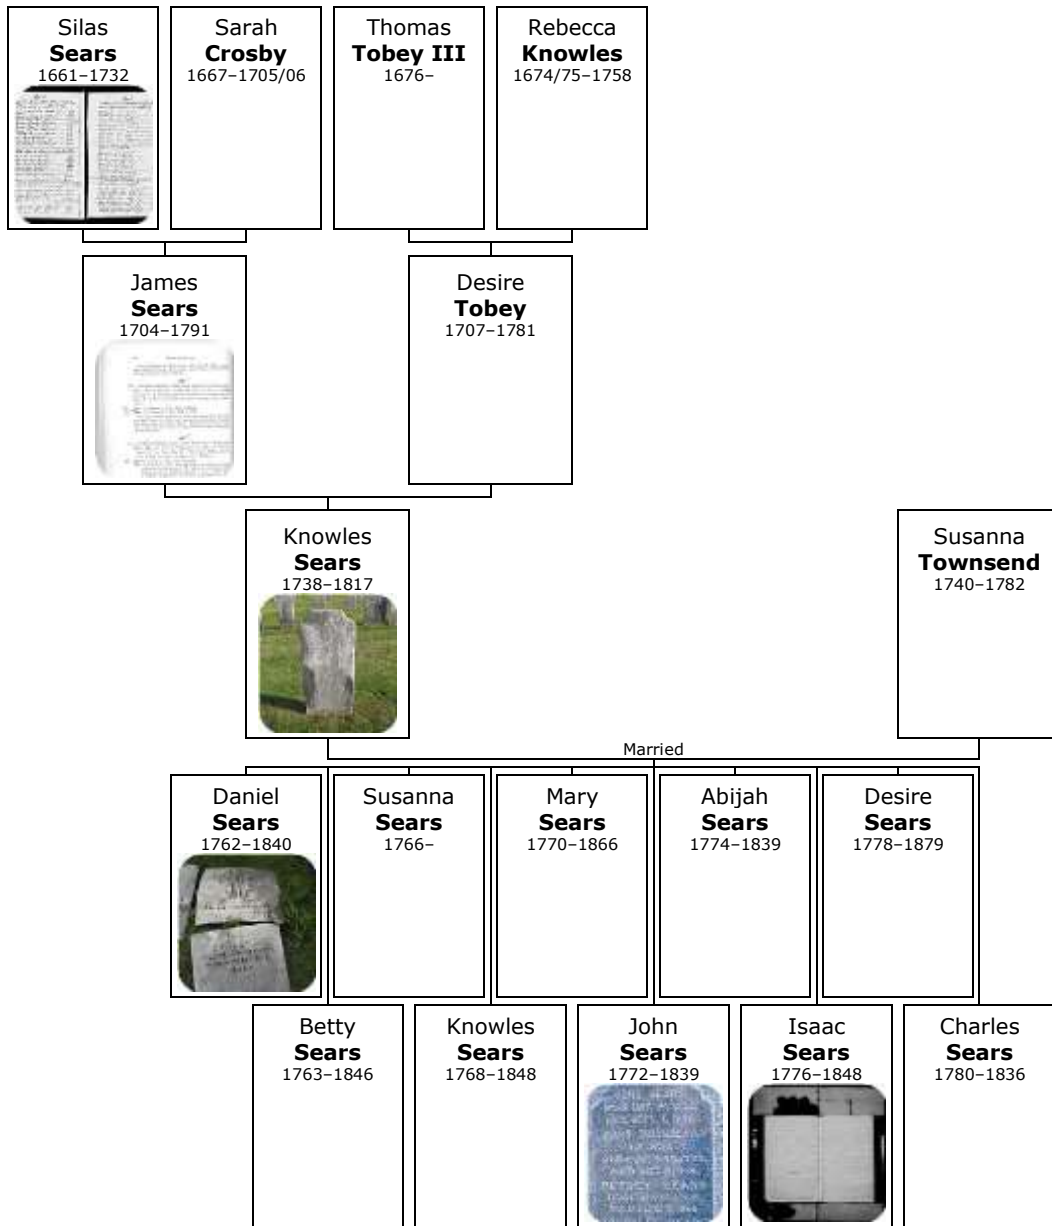 Silas
Sears
1661–1732
Sarah
Crosby
1667–1705/06
Thomas
Tobey III
1676–
Rebecca
Knowles
1674/75–1758
James
Sears
1704–1791
Desire
Tobey
1707–1781
Knowles
Sears
1738–1817
Susanna
Townsend
1740–1782
Married
Daniel
Sears
1762–1840
Susanna
Sears
1766–
Mary
Sears
1770–1866
Abijah
Sears
1774–1839
Desire
Sears
1778–1879
Betty
Sears
1763–1846
Knowles
Sears
1768–1848
John
Sears
1772–1839
Isaac
Sears
1776–1848
Charles
Sears
1780–1836